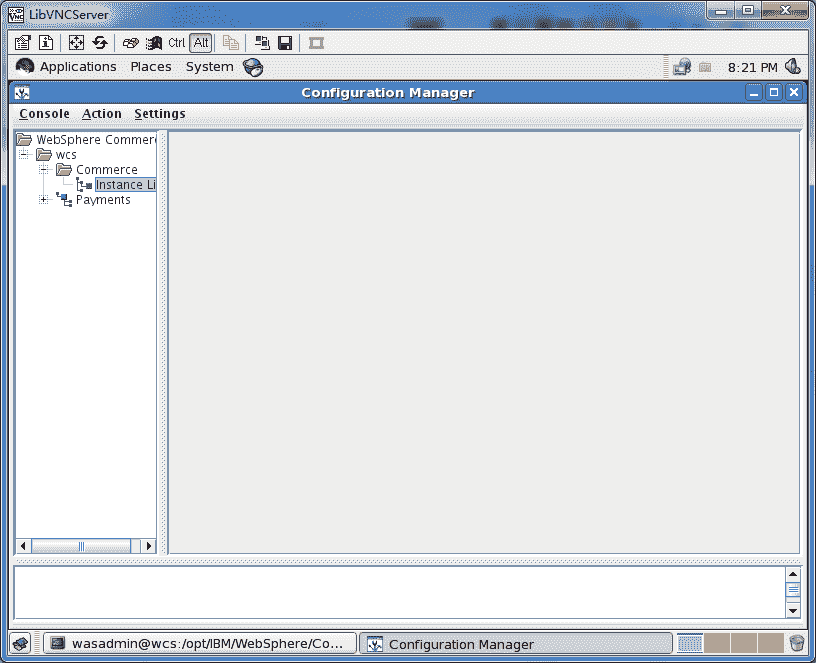 LibVNCServer
Ctrl Alt
Applications Places System 8:21 PM
Configuration Manager
Console Action Settings
WebSphere Commer
wcs
Commerce
Instance Li
Payments
wasadmin@wcs:/opt/IBM/WebSphere/Co... Configuration Manager